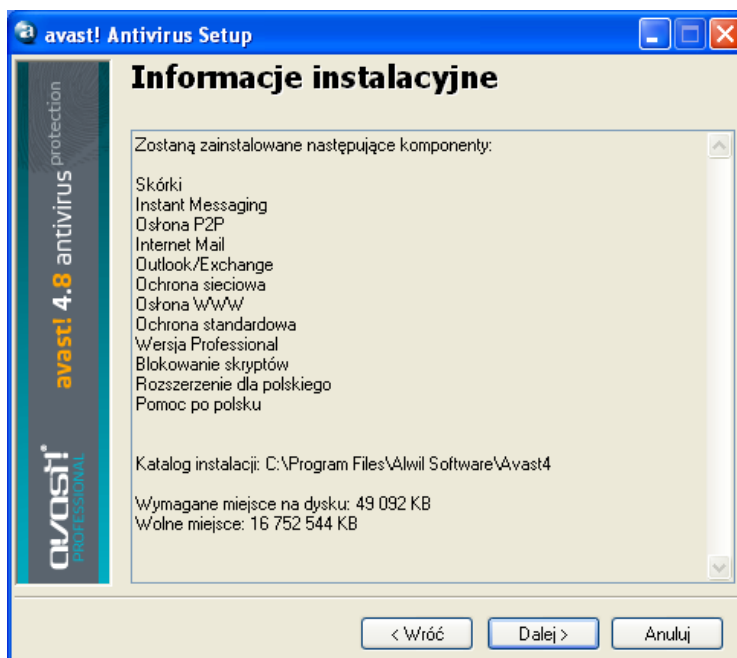 avast! Antivirus Setup
Informacje instalacyjne
Zostaną zainstalowane następujące komponenty:
Skórki
Instant Messaging
Osłona P2P
Internet Mail
Outlook/Exchange
Ochrona sieciowa
Osłona WWW
Ochrona standardowa
Wersja Professional
Blokowanie skryptów
Rozszerzenie dla polskiego
Pomoc po polsku
Katalog instalacji: C:\Program Files\Alwil Software\Avast4
Wymagane miejsce na dysku: 49 092 KB
Wolne miejsce: 16 752 544 KB
avast! 4.8 antivirus protection
avast!
PROFESSIONAL
< Wróć
Dalej >
Anuluj